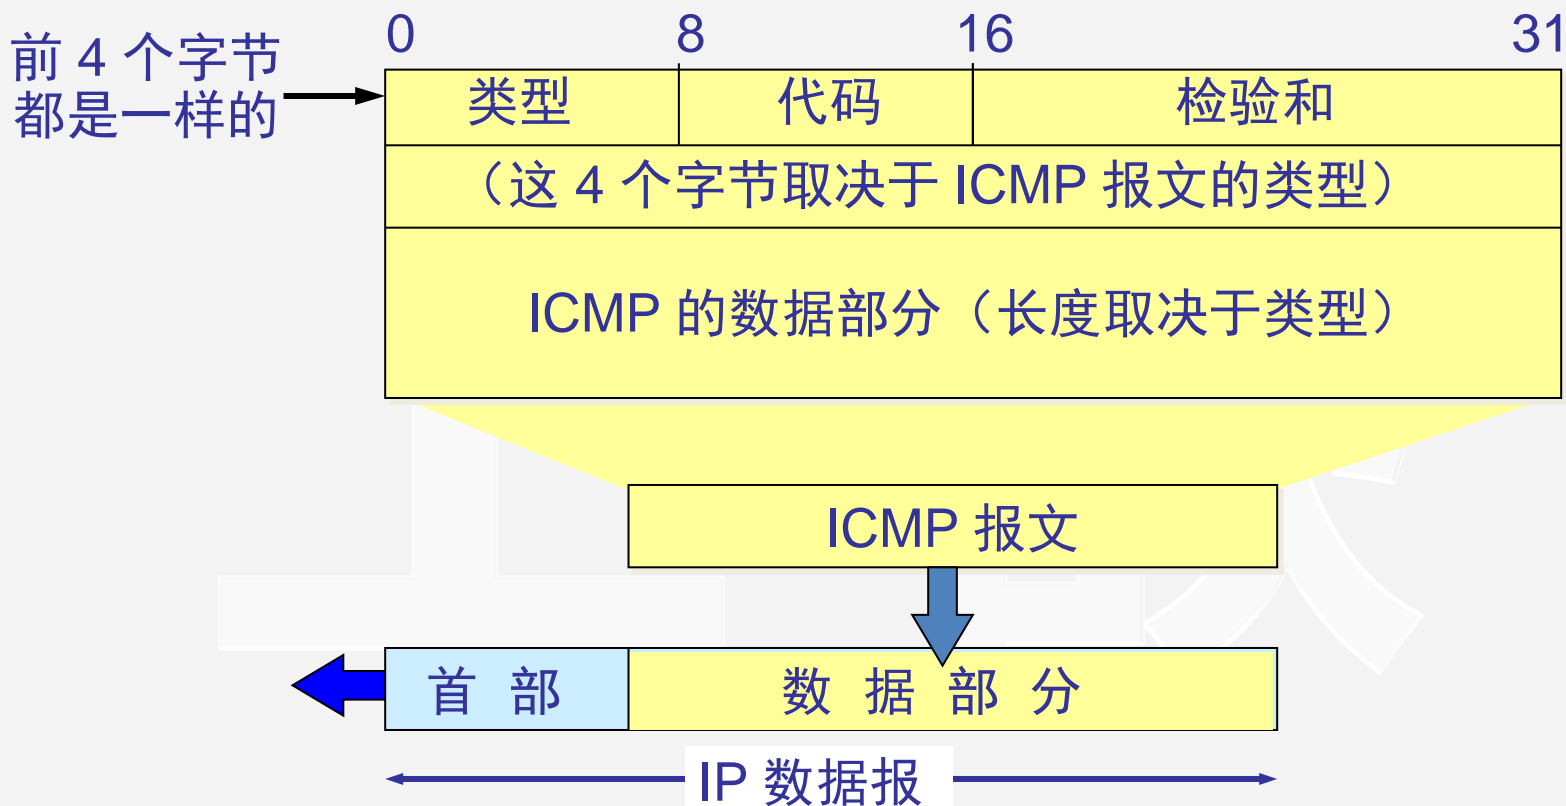 0 8 16 31
前 4 个字节
都是一样的
类型 代码 检验和
（这 4 个字节取决于 ICMP 报文的类型）
ICMP 的数据部分（长度取决于类型）
ICMP 报文
首 部 数 据 部 分
IP 数据报